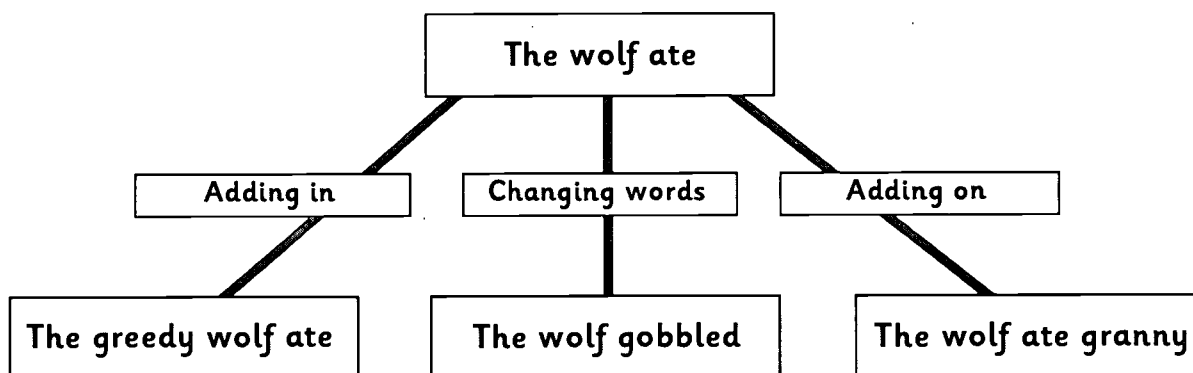 The wolf ate
Adding in
Changing words
Adding on
The greedy wolf ate
The wolf gobbled
The wolf ate granny